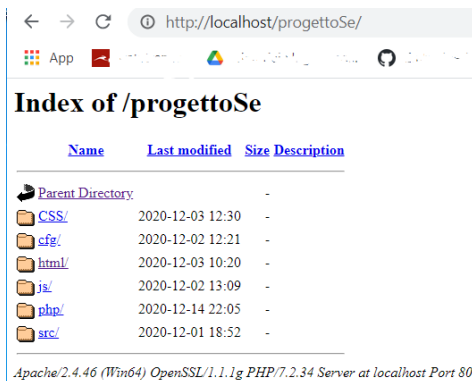 http://localhost/progettoSe/
App
Index of /progettoSe
Name Last modified Size Description
Parent Directory -
CSS/ 2020-12-03 12:30 -
cfg/ 2020-12-02 12:21 -
html/ 2020-12-03 10:20 -
js/ 2020-12-02 13:09 -
php/ 2020-12-14 22:05 -
src/ 2020-12-01 18:52 -
Apache/2.4.46 (Win64) OpenSSL/1.1.1g PHP/7.2.34 Server at localhost Port 80